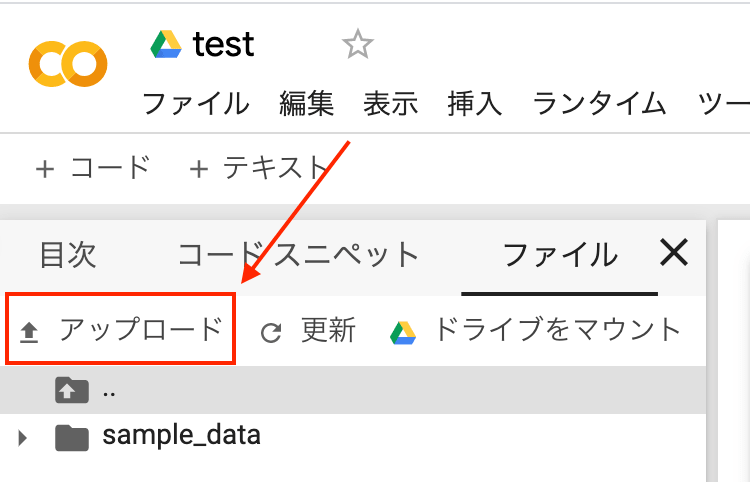 test
ファイル 編集 表示 挿入 ランタイム ツー
+ コード + テキスト
目次 コード スニペット ファイル
アップロード 更新 ドライブをマウント
..
sample_data